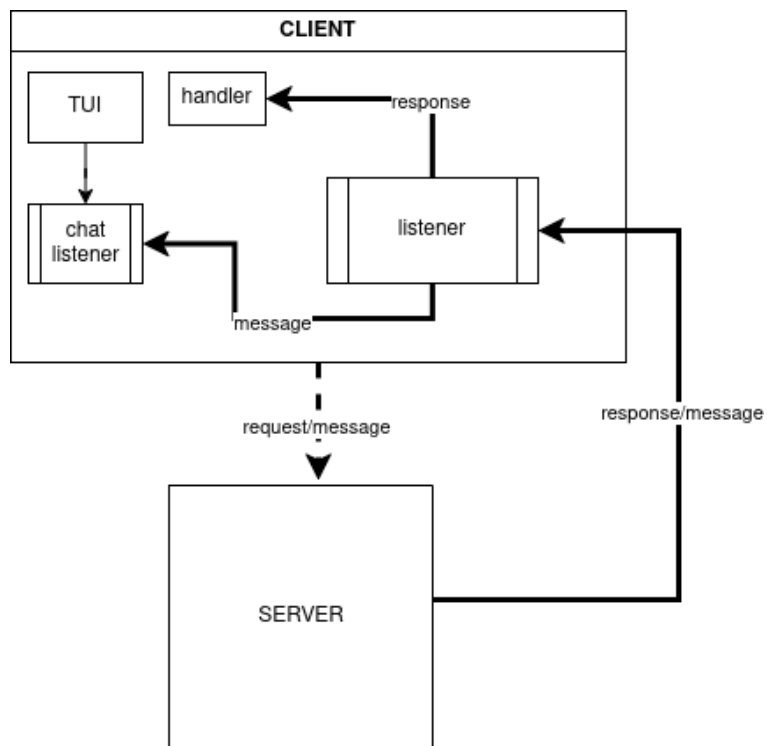 CLIENT
TUI
handler
response
chat
listener
listener
message
request/message
response/message
SERVER